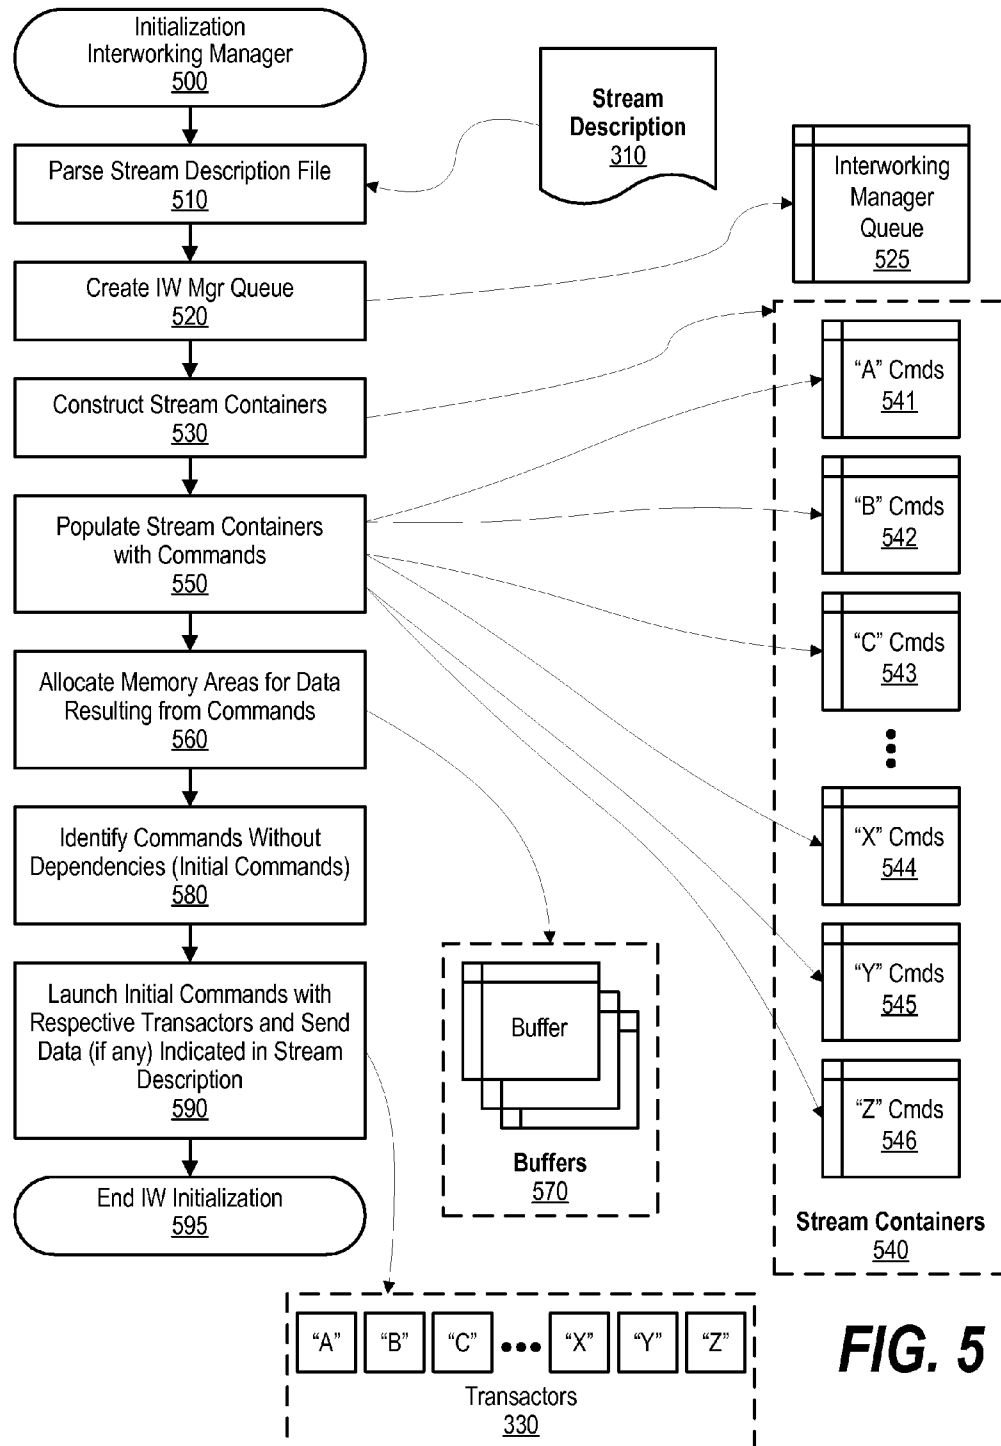 Initialization
Interworking Manager
500
Parse Stream Description File
510
Create IW Mgr Queue
520
Construct Stream Containers
530
Populate Stream Containers
with Commands
550
Allocate Memory Areas for Data
Resulting from Commands
560
Identify Commands Without
Dependencies (Initial Commands)
580
Launch Initial Commands with
Respective Transactors and Send
Data (if any) Indicated in Stream
Description
590
End IW Initialization
595
Stream
Description
310
Interworking
Manager
Queue
525
"A" Cmds
541
"B" Cmds
542
"C" Cmds
543
"X" Cmds
544
"Y" Cmds
545
"Z" Cmds
546
Stream Containers
540
Buffer
Buffers
570
"A"
"B"
"C"
"X"
"Y"
"Z"
Transactors
330
FIG. 5